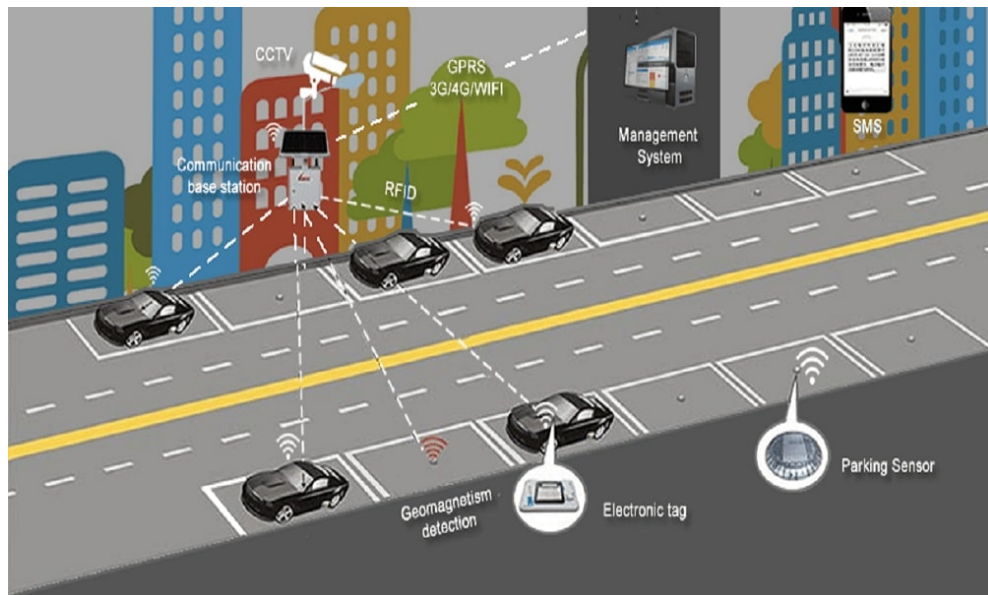 CCTV
GPRS
3G/4G/WIFI
Management
System
SMS
Communication
base station
RFID
Parking Sensor
Geomagnetism
detection
Electronic tag